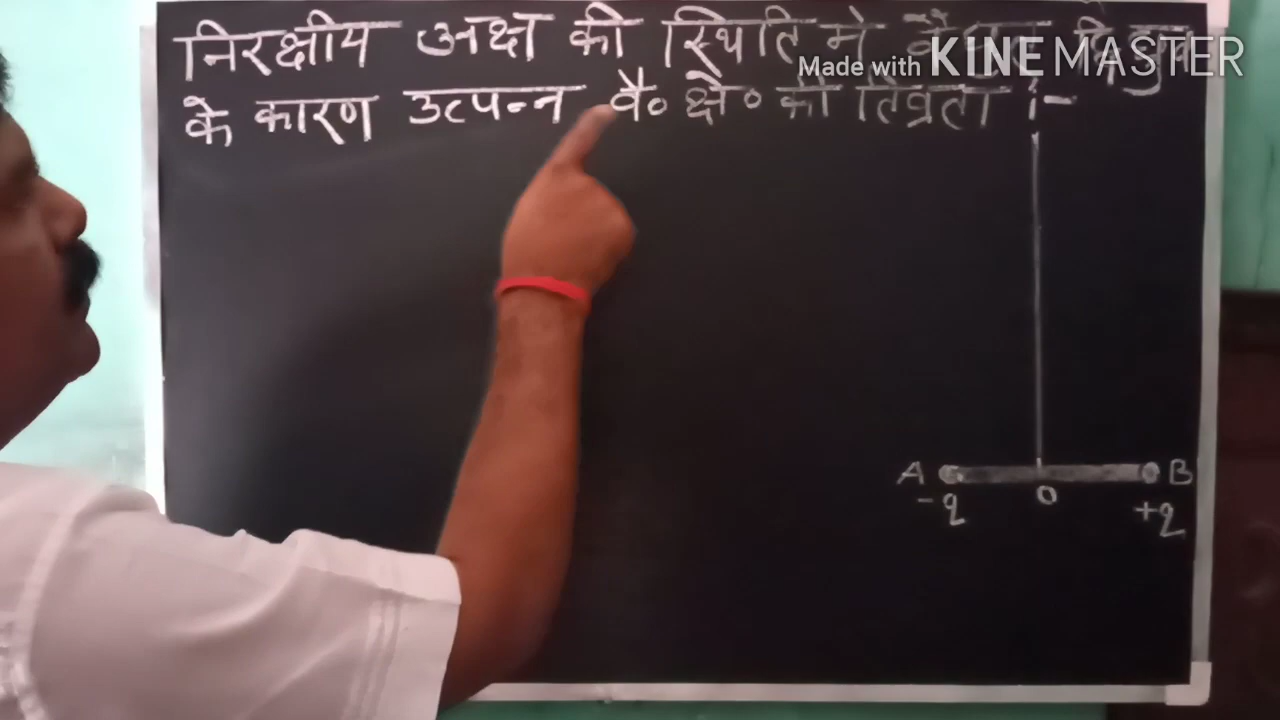 निरक्षीय अक्ष की स्थिति मे
Made with KINEMASTER
के कारण उत्पन्न वै० क्षे० की तिव्रता :-
A B
-q O +q